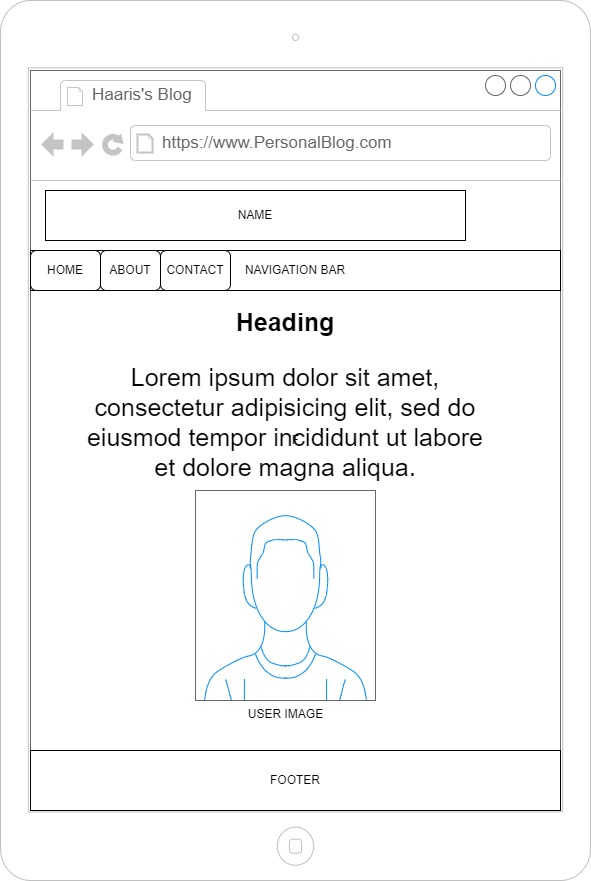 Haaris's Blog
https://www.PersonalBlog.com
NAME
HOME ABOUT CONTACT NAVIGATION BAR
Heading
Lorem ipsum dolor sit amet,
consectetur adipisicing elit, sed do
eiusmod tempor incididunt ut labore
et dolore magna aliqua.
USER IMAGE
FOOTER